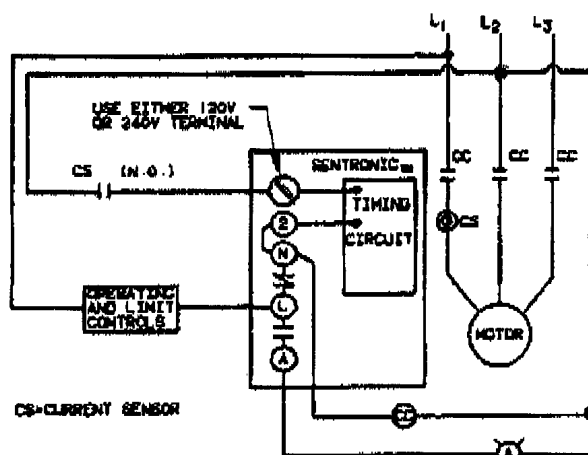 L1 L2 L3
USE EITHER 120V
OR 240V TERMINAL
CS (N.O.)
SENTRONIC TM
CC CC CC
TIMING
CIRCUIT
2
N
CS
OPERATING
AND LIMIT
CONTROLS
L
MOTOR
A
CS=CURRENT SENSOR
CC
A